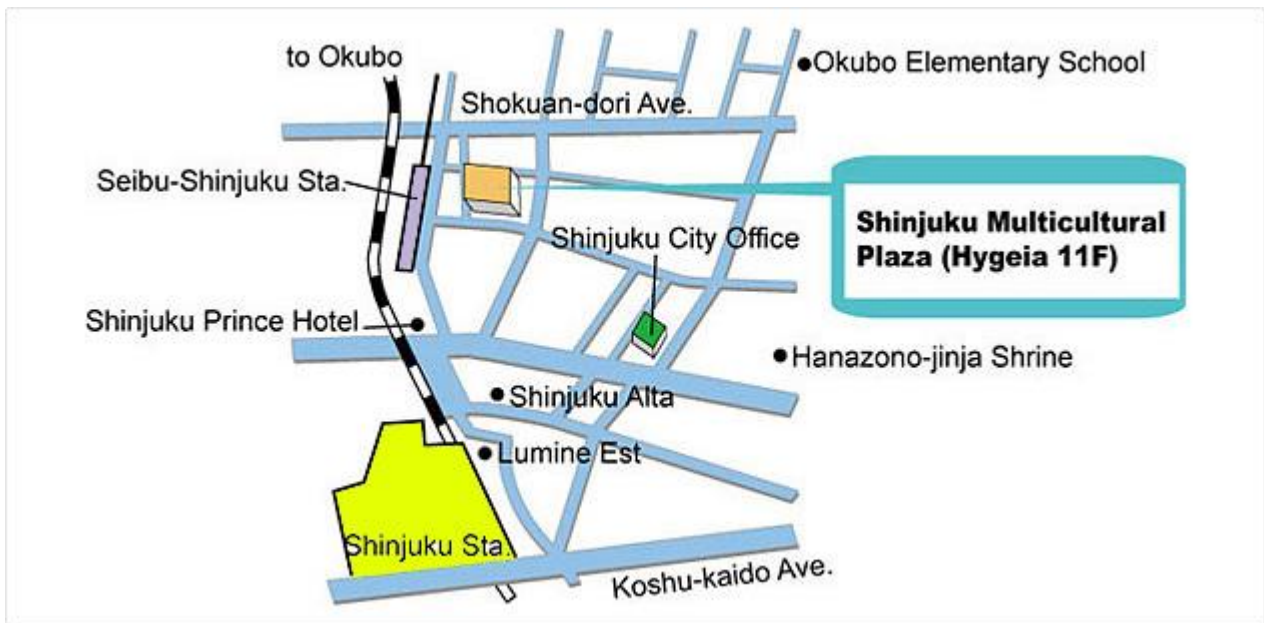 to Okubo
Okubo Elementary School
Shokuan-dori Ave.
Seibu-Shinjuku Sta.
Shinjuku Multicultural
Plaza (Hygeia 11F)
Shinjuku City Office
Shinjuku Prince Hotel
Hanazono-jinja Shrine
Shinjuku Alta
Lumine Est
Shinjuku Sta.
Koshu-kaido Ave.